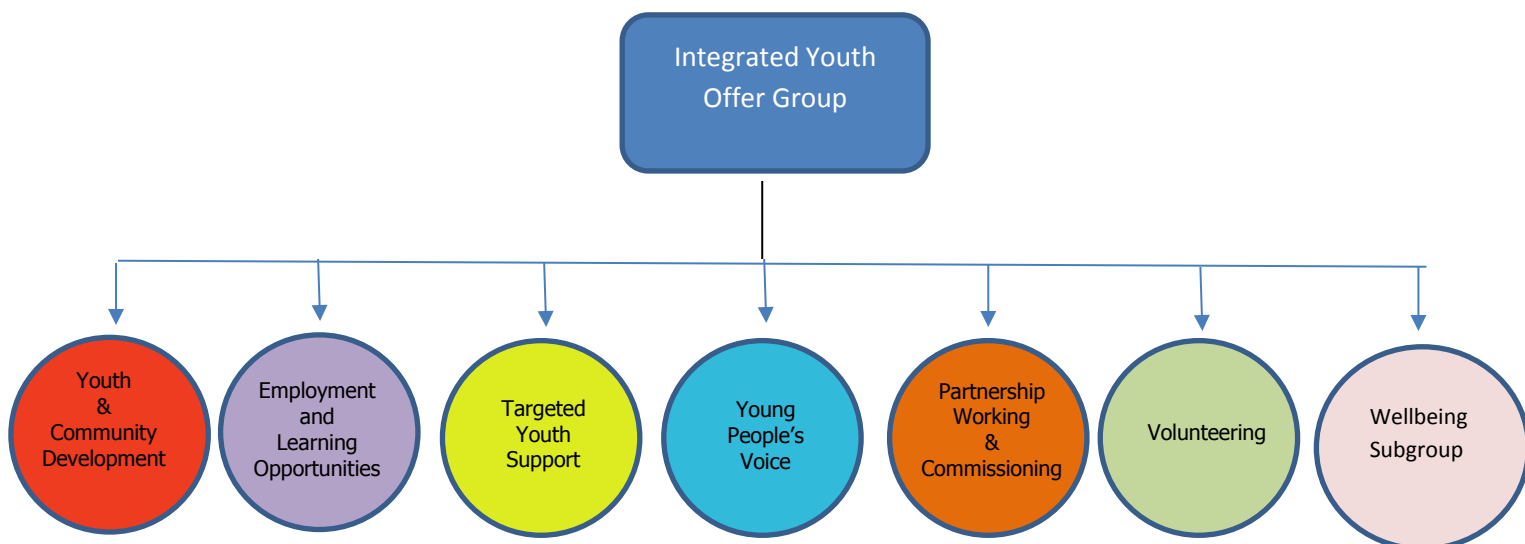 Integrated Youth
Offer Group
Youth
&
Community
Development
Employment
and
Learning
Opportunities
Targeted
Youth
Support
Young
People’s
Voice
Partnership
Working
&
Commissioning
Volunteering
Wellbeing
Subgroup